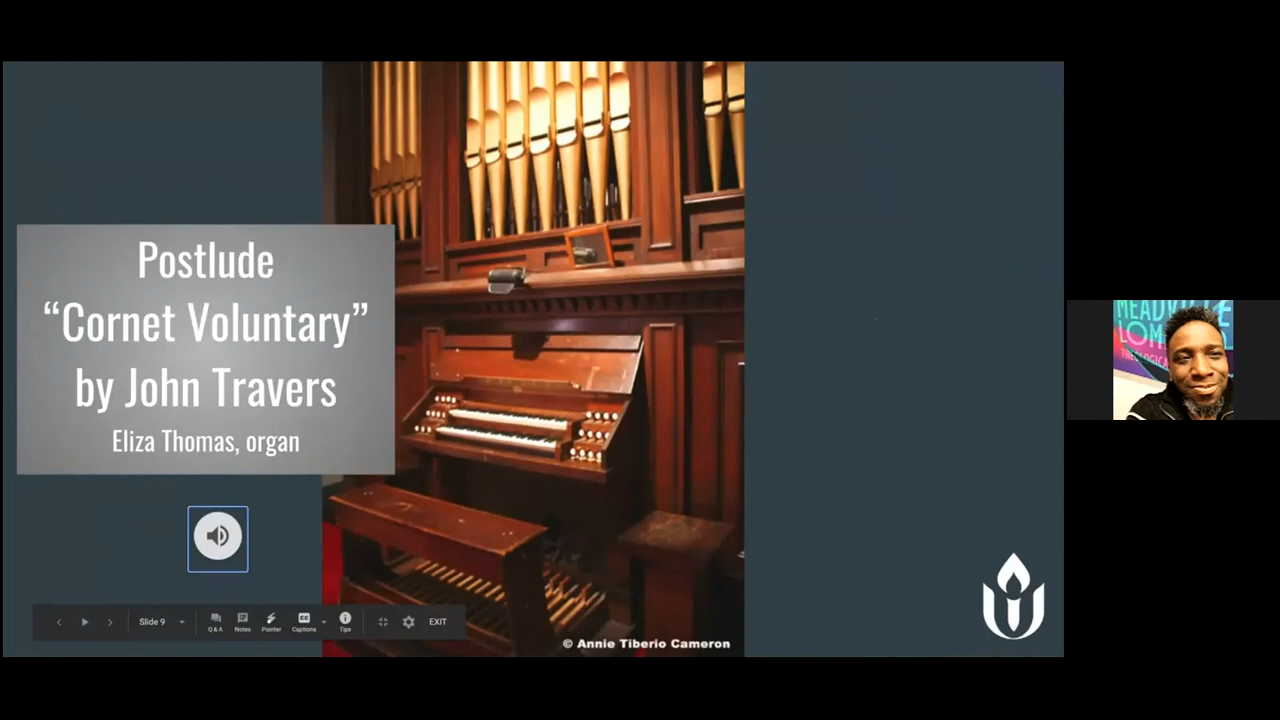 Postlude
“Cornet Voluntary”
by John Travers
Eliza Thomas, organ
Slide 9
Q & A
Notes
Pointer
Captions
Tips
EXIT
© Annie Tiberio Cameron